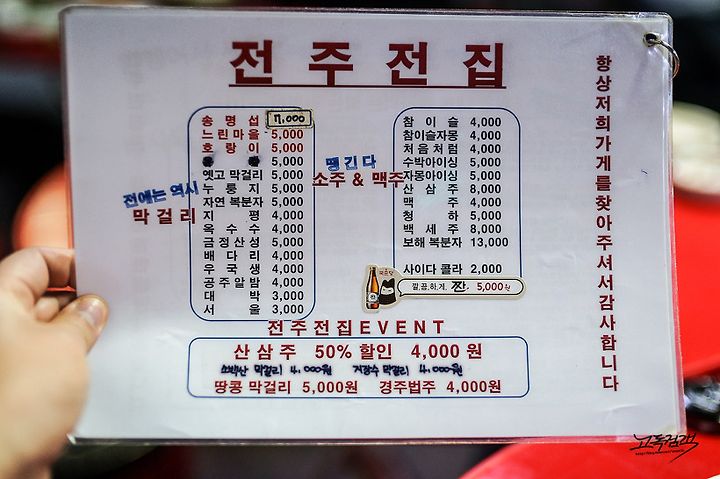 전주전집
송명섭 7,000
느린마을 5,000
호랑이 5,000
5,000
옛고 막걸리 5,000
누룽지 5,000
자연 복분자 5,000
지평 4,000
옥수수 4,000
금정산성 5,000
배다리 4,000
우국생 4,000
공주알밤 4,000
대박 3,000
서울 3,000
전에는 역시
막걸리
땡긴다
소주 & 맥주
참이슬 4,000
참이슬자몽 4,000
처음처럼 4,000
수박아이싱 5,000
자몽아이싱 5,000
산삼주 8,000
맥주 4,000
청하 5,000
백세주 8,000
보해 복분자 13,000
사이다 콜라 2,000
깔.끔.하.게. 짠. 5,000원
전주전집EVENT
산삼주 50% 할인 4,000원
소백산 막걸리 4,000원 지장수 막걸리 4,000원
땅콩 막걸리 5,000원 경주법주 4,000원
항상저희가게를찾아주셔서감사합니다
고독검객